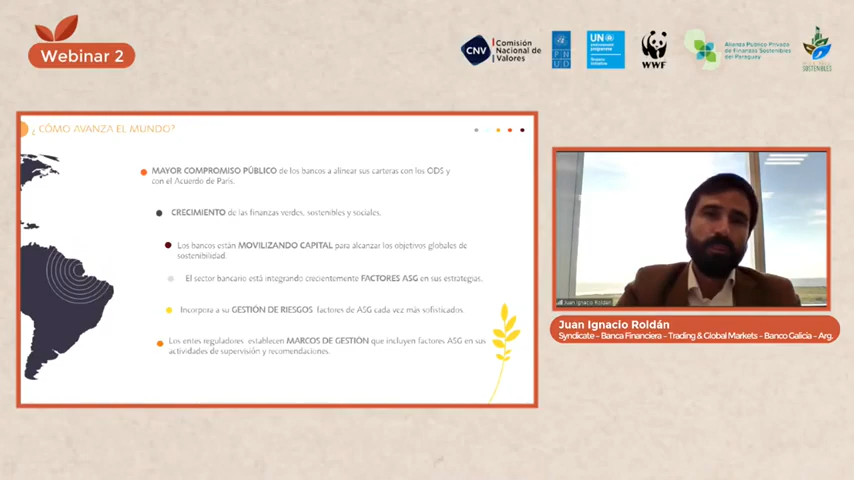 Webinar 2
CNV
Comisión
Nacional de
Valores
P N
U D
UN
environment
programme
WWF
Alianza Público Privada
de Finanzas Sostenibles
del Paraguay
SOSTENIBLES
¿ CÓMO AVANZA EL MUNDO?
MAYOR COMPROMISO PÚBLICO de los bancos a alinear sus carteras con los ODS y
con el Acuerdo de París.
CRECIMIENTO de las finanzas verdes, sostenibles y sociales.
Los bancos están MOVILIZANDO CAPITAL para alcanzar los objetivos globales de
sostenibilidad.
El sector bancario está integrando crecientemente FACTORES ASG en sus estrategias.
Incorpora a su GESTIÓN DE RIESGOS factores de ASG cada vez más sofisticados.
Los entes reguladores establecen MARCOS DE GESTIÓN que incluyen factores ASG en sus
actividades de supervisión y recomendaciones.
Juan Ignacio Roldán
Juan Ignacio Roldán
Syndicate - Banca Financiera - Trading & Global Markets - Banco Galicia - Arg.